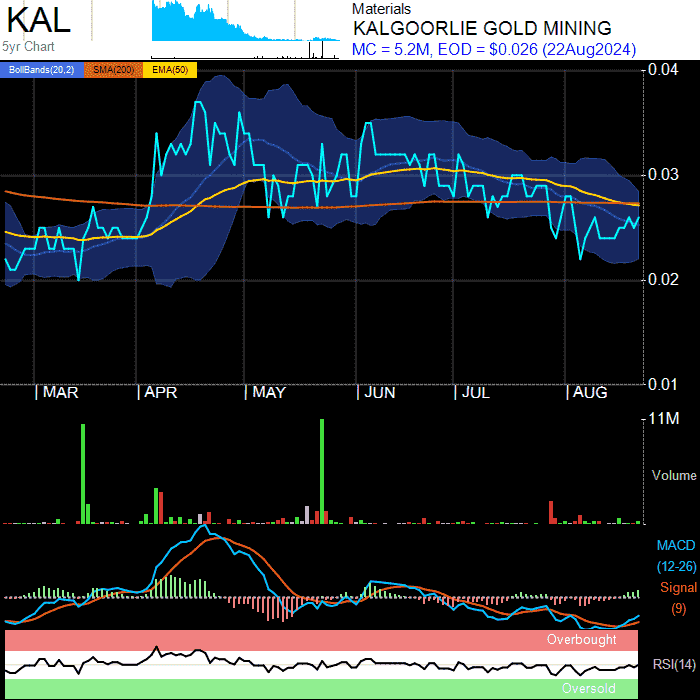 KAL
5yr Chart
Materials
KALGOORLIE GOLD MINING
MC = 5.2M, EOD = $0.026 (22Aug2024)
BollBands(20,2) SMA(200) EMA(50)
0.04
0.03
0.02
0.01
| MAR | APR | MAY | JUN | JUL | AUG
11M
Volume
MACD
(12-26)
Signal
(9)
Overbought
RSI(14)
Oversold